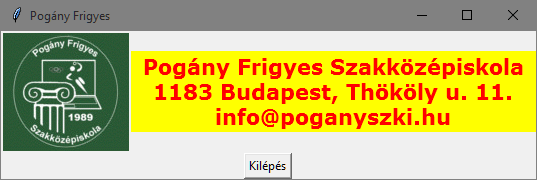 Pogány Frigyes
Pogány Frigyes
1989
Szakközépiskola
Pogány Frigyes Szakközépiskola
1183 Budapest, Thököly u. 11.
info@poganyszki.hu
Kilépés